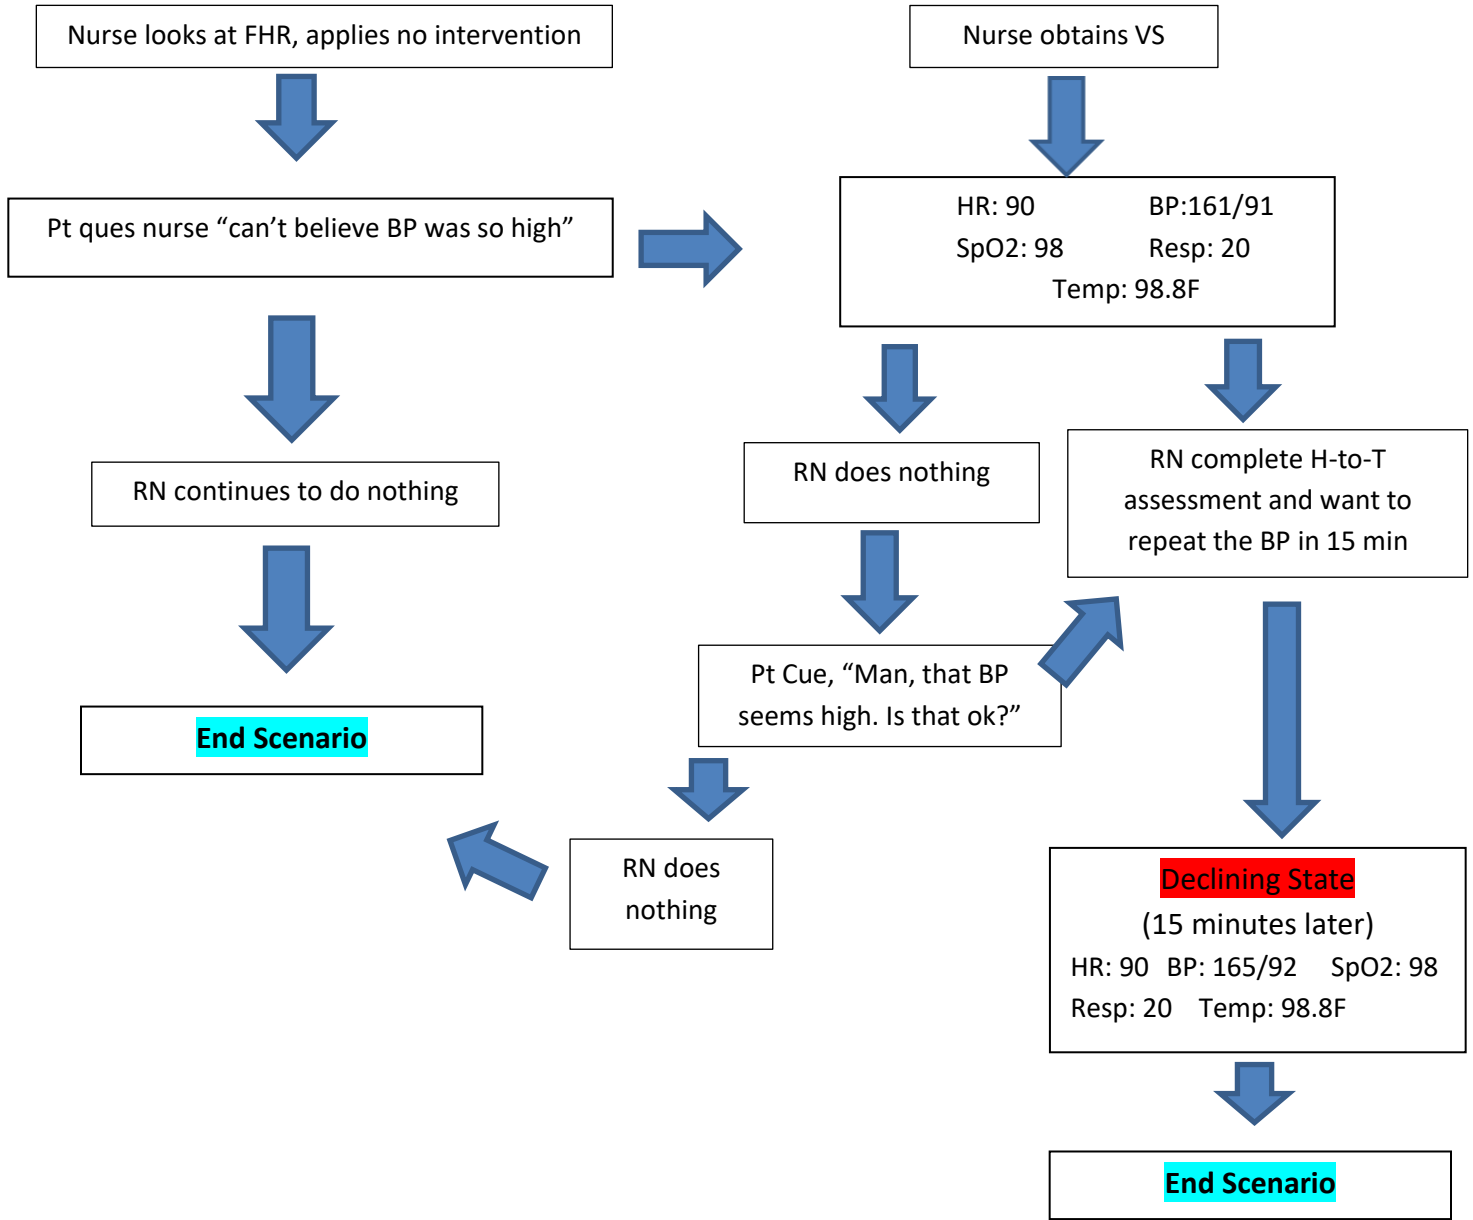 Nurse looks at FHR, applies no intervention
Nurse obtains VS
Pt ques nurse “can’t believe BP was so high”
HR: 90 BP:161/91
SpO2: 98 Resp: 20
Temp: 98.8F
RN continues to do nothing
RN does nothing
RN complete H-to-T
assessment and want to
repeat the BP in 15 min
Pt Cue, “Man, that BP
seems high. Is that ok?”
End Scenario
RN does
nothing
Declining State
(15 minutes later)
HR: 90 BP: 165/92 SpO2: 98
Resp: 20 Temp: 98.8F
End Scenario